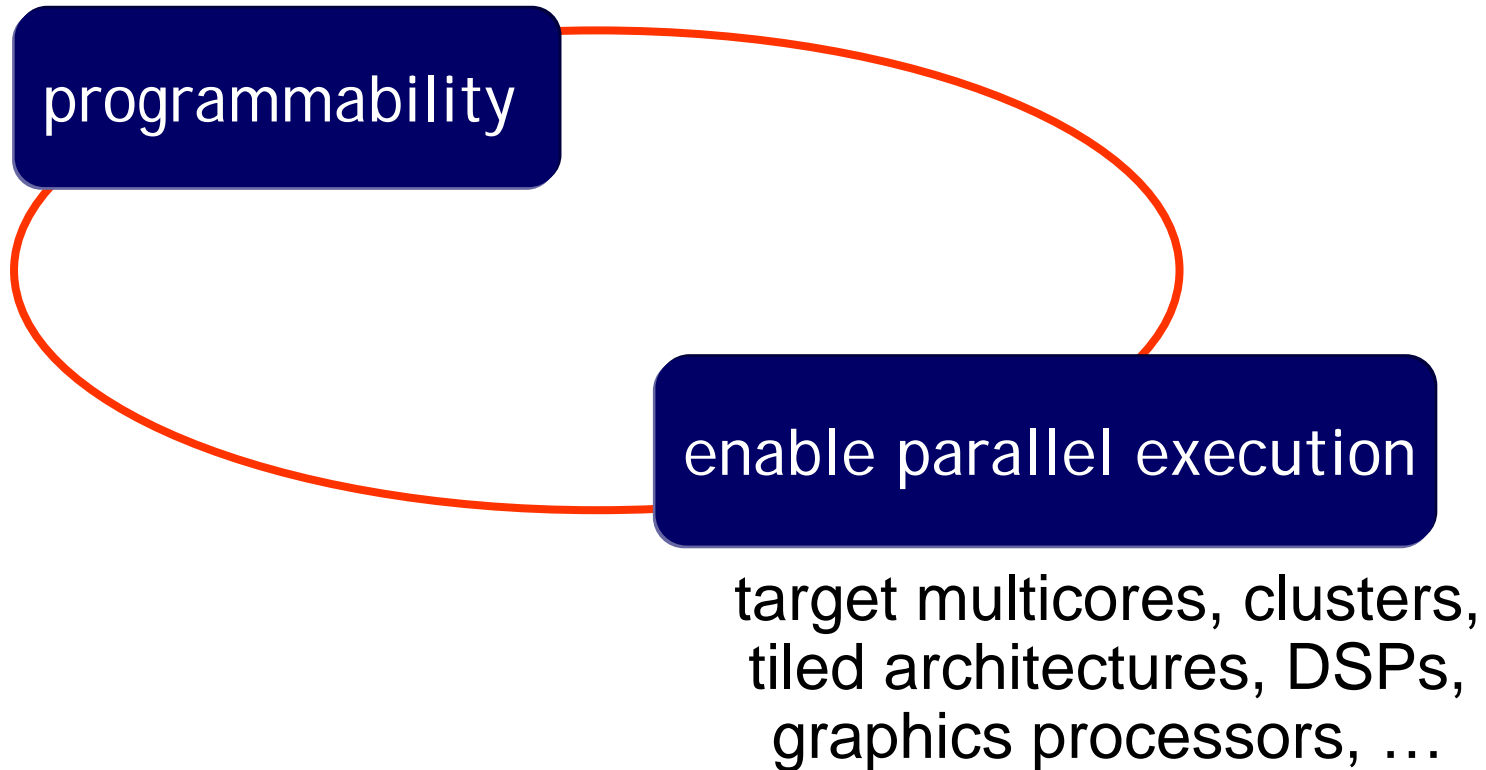 programmability
enable parallel execution
target multicores, clusters,
tiled architectures, DSPs,
graphics processors, …